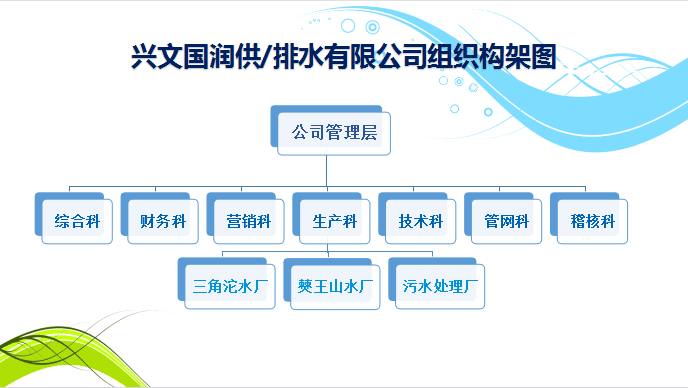 兴文国润供/排水有限公司组织构架图
公司管理层
综合科
财务科
营销科
生产科
技术科
管网科
稽核科
三角沱水厂
僰王山水厂
污水处理厂